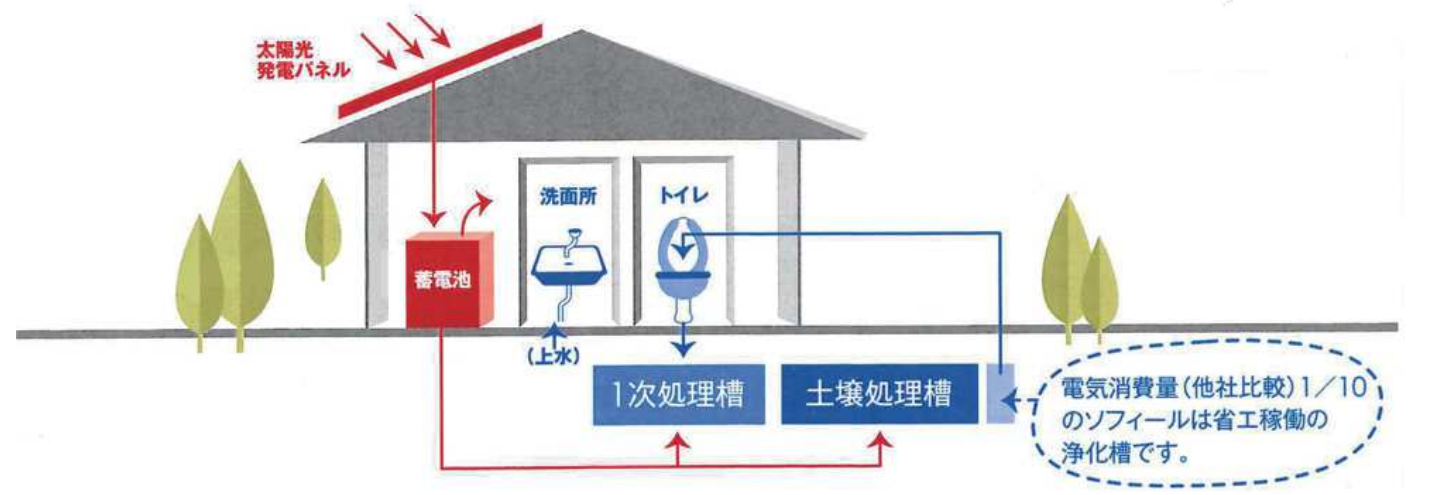 太陽光
発電パネル
洗面所
トイレ
蓄電池
(上水)
1次処理槽
土壌処理槽
電気消費量(他社比較)1/10
のソフィールは省エ稼働の
浄化槽です。